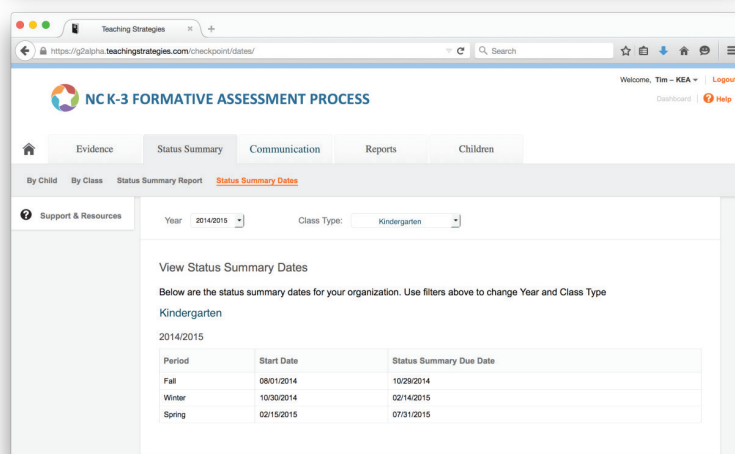 Teaching Strategies × +
https://g2alpha.teachingstrategies.com/checkpoint/dates/ Search
Welcome, Tim – KEA Logout
NC K-3 FORMATIVE ASSESSMENT PROCESS
Dashboard ? Help
Evidence Status Summary Communication Reports Children
By Child By Class Status Summary Report Status Summary Dates
? Support & Resources
Year 2014/2015 Class Type: Kindergarten
View Status Summary Dates
Below are the status summary dates for your organization. Use filters above to change Year and Class Type
Kindergarten
2014/2015
Period Start Date Status Summary Due Date
Fall 08/01/2014 10/29/2014
Winter 10/30/2014 02/14/2015
Spring 02/15/2015 07/31/2015